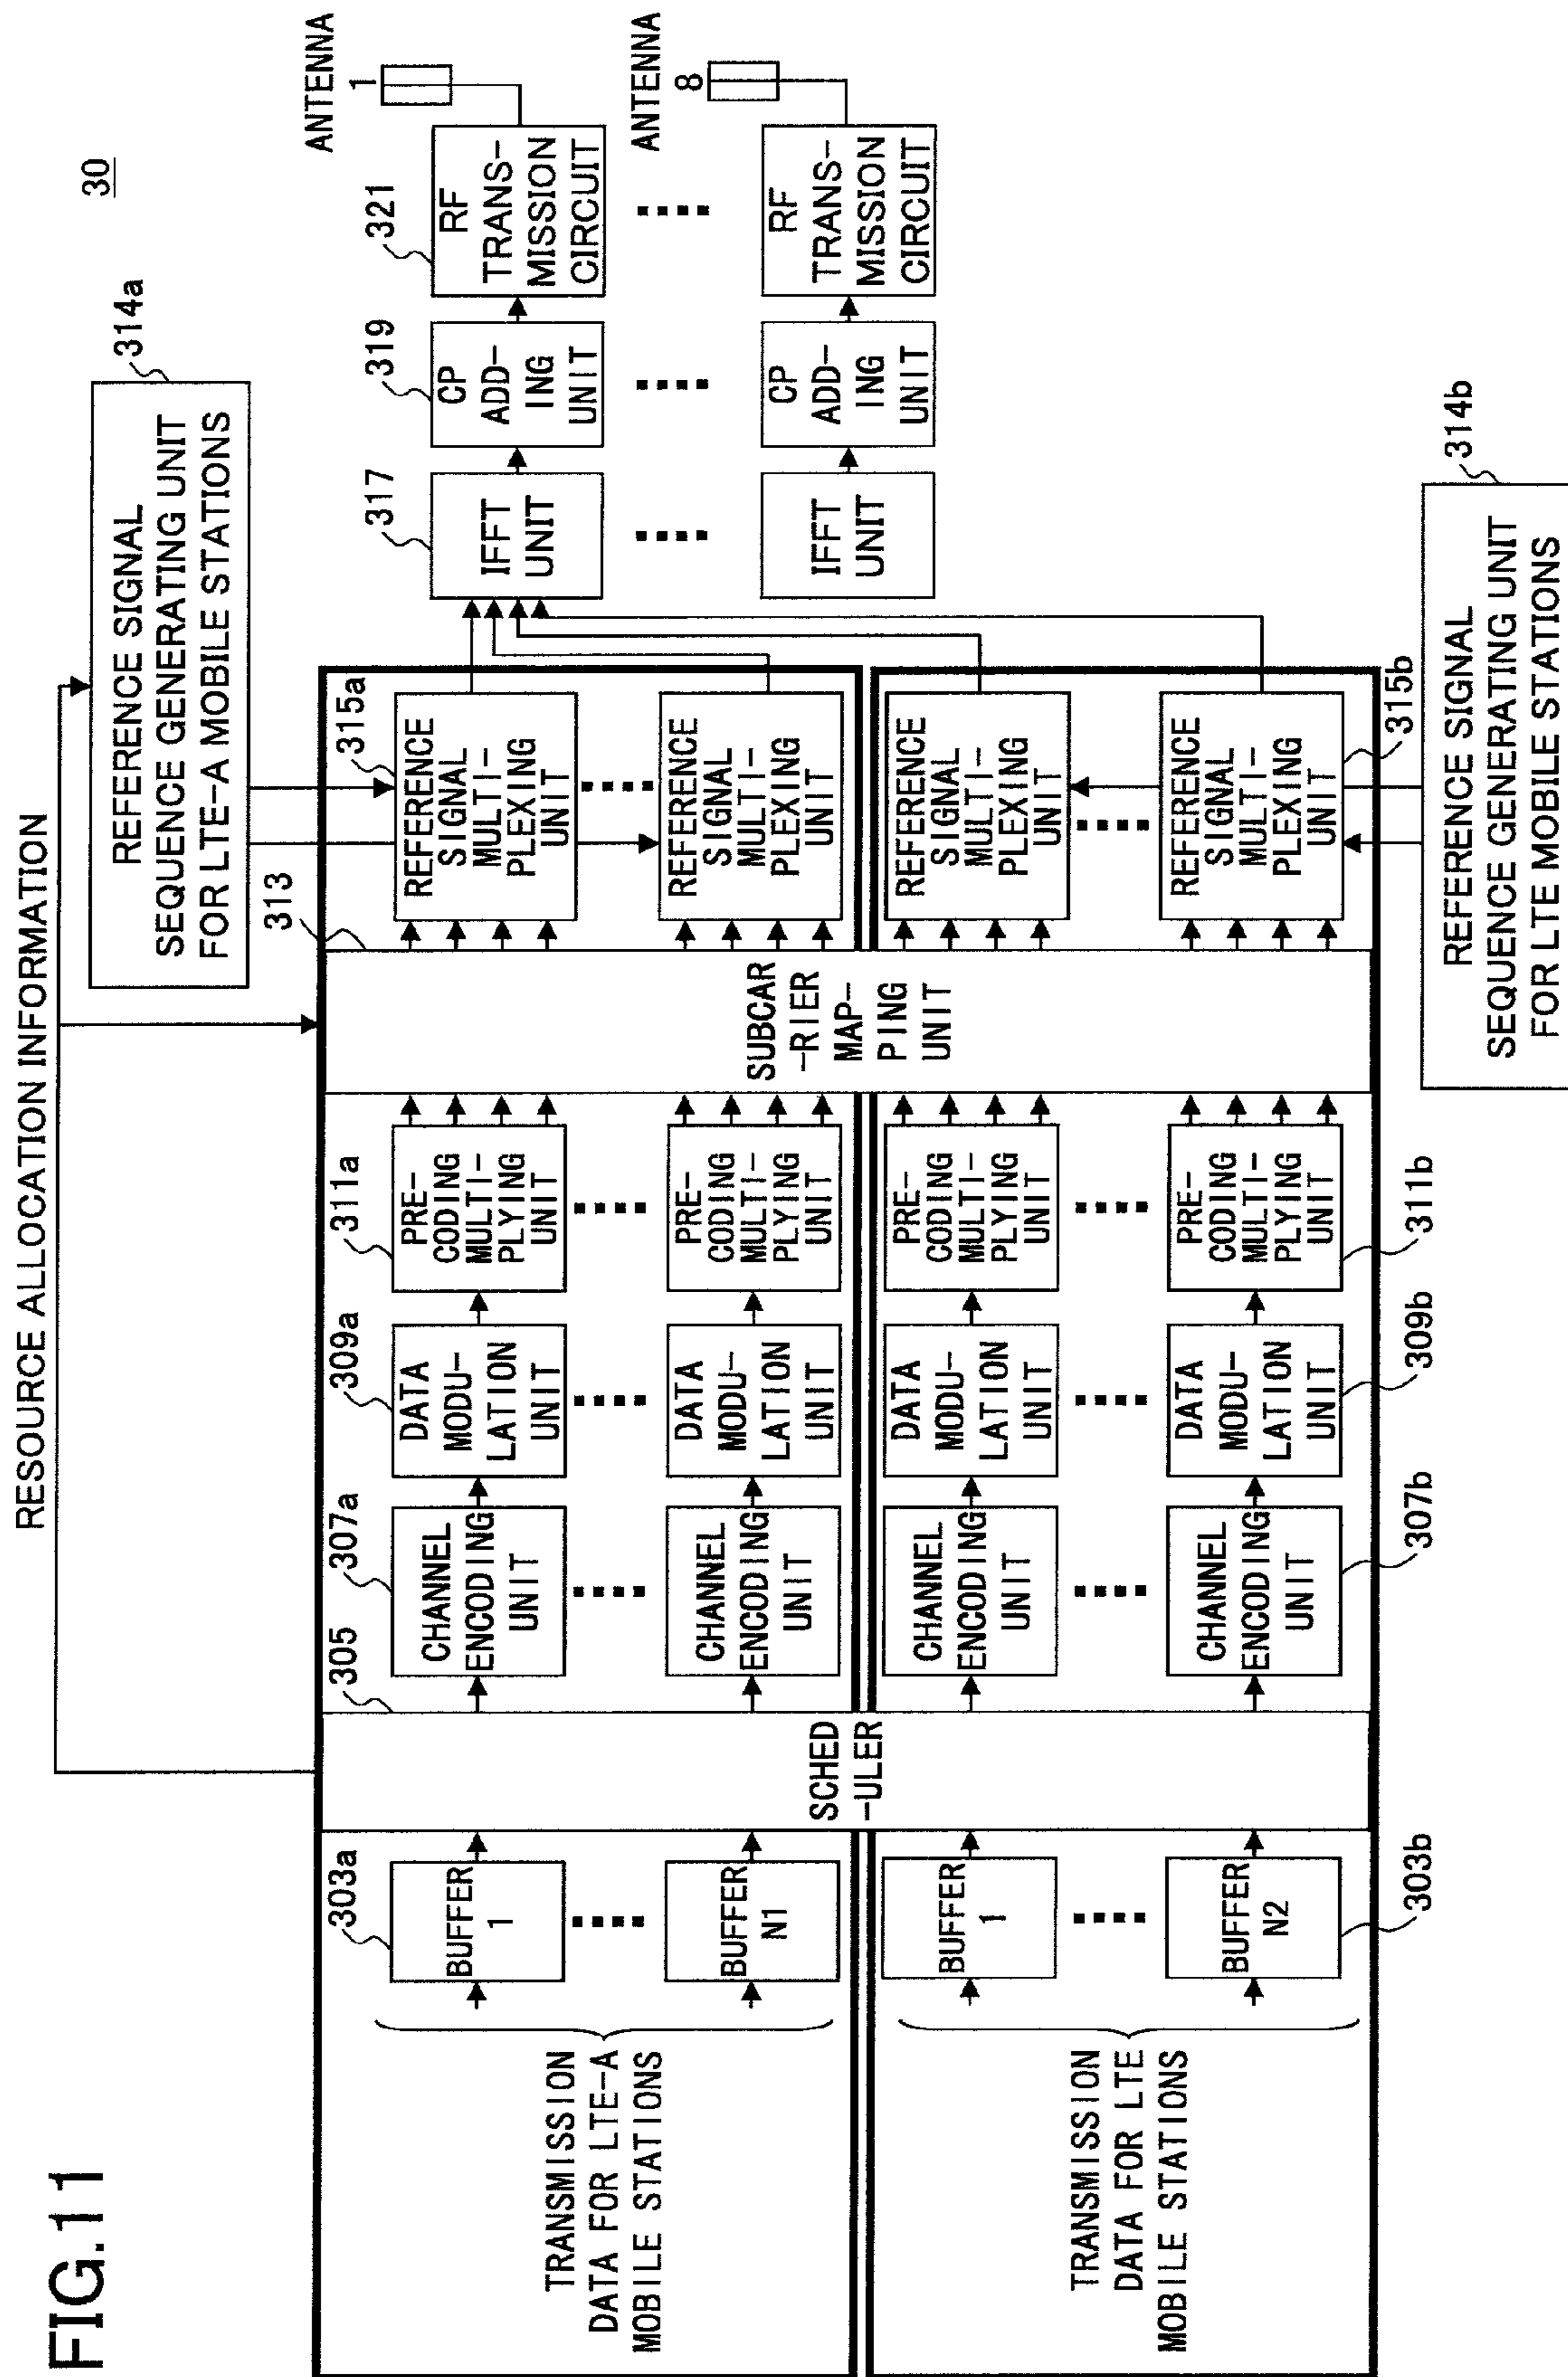 FIG.11
30
RESOURCE ALLOCATION INFORMATION
REFERENCE SIGNAL
SEQUENCE GENERATING UNIT
FOR LTE-A MOBILE STATIONS
314a
TRANSMISSION
DATA FOR LTE-A
MOBILE STATIONS
303a
BUFFER
1
BUFFER
N1
305
SCHED
-ULER
307a
CHANNEL
ENCODING
UNIT
CHANNEL
ENCODING
UNIT
309a
DATA
MODU-
LATION
UNIT
DATA
MODU-
LATION
UNIT
311a
PRE-
CODING
MULTI-
PLYING
UNIT
PRE-
CODING
MULTI-
PLYING
UNIT
313
SUBCAR
-RIER
MAP-
PING
UNIT
315a
REFERENCE
SIGNAL
MULTI-
PLEXING
UNIT
REFERENCE
SIGNAL
MULTI-
PLEXING
UNIT
317
IFFT
UNIT
IFFT
UNIT
319
CP
ADD-
ING
UNIT
CP
ADD-
ING
UNIT
321
RF
TRANS-
MISSION
CIRCUIT
RF
TRANS-
MISSION
CIRCUIT
ANTENNA
1
ANTENNA
8
TRANSMISSION
DATA FOR LTE
MOBILE STATIONS
BUFFER
1
BUFFER
N2
303b
CHANNEL
ENCODING
UNIT
CHANNEL
ENCODING
UNIT
307b
DATA
MODU-
LATION
UNIT
DATA
MODU-
LATION
UNIT
309b
PRE-
CODING
MULTI-
PLYING
UNIT
PRE-
CODING
MULTI-
PLYING
UNIT
311b
REFERENCE
SIGNAL
MULTI-
PLEXING
UNIT
REFERENCE
SIGNAL
MULTI-
PLEXING
UNIT
315b
314b
REFERENCE SIGNAL
SEQUENCE GENERATING UNIT
FOR LTE MOBILE STATIONS